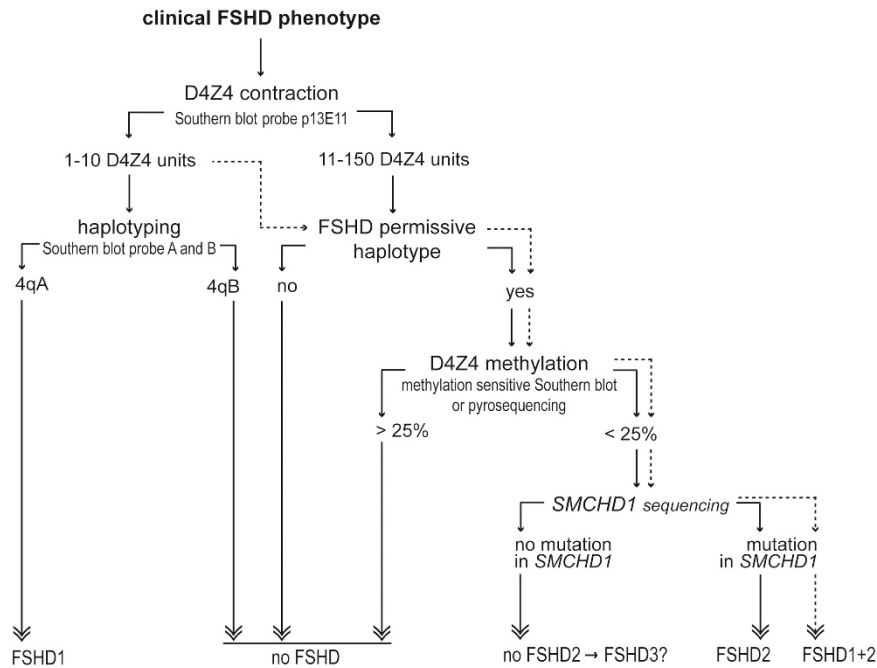 clinical FSHD phenotype
D4Z4 contraction
Southern blot probe p13E11
1-10 D4Z4 units
11-150 D4Z4 units
haplotyping
Southern blot probe A and B
FSHD permissive
haplotype
4qA
4qB
no
yes
D4Z4 methylation
methylation sensitive Southern blot
or pyrosequencing
> 25%
< 25%
SMCHD1 sequencing
no mutation
in SMCHD1
mutation
in SMCHD1
FSHD1
no FSHD
no FSHD2 → FSHD3?
FSHD2
FSHD1+2